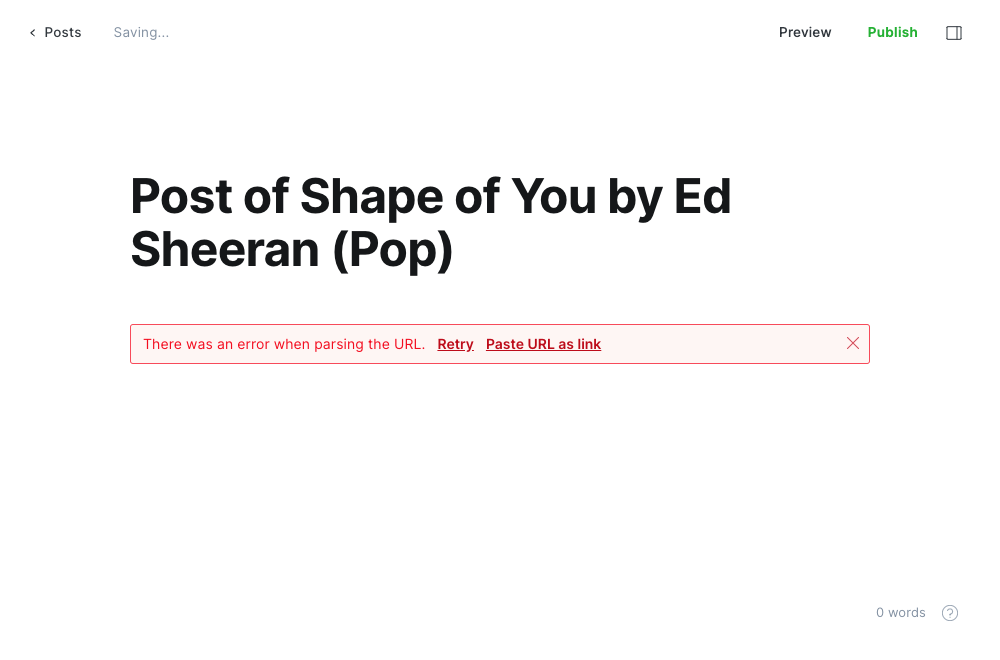 Posts Saving... Preview Publish
Post of Shape of You by Ed
Sheeran (Pop)
There was an error when parsing the URL. Retry Paste URL as link
0 words ?